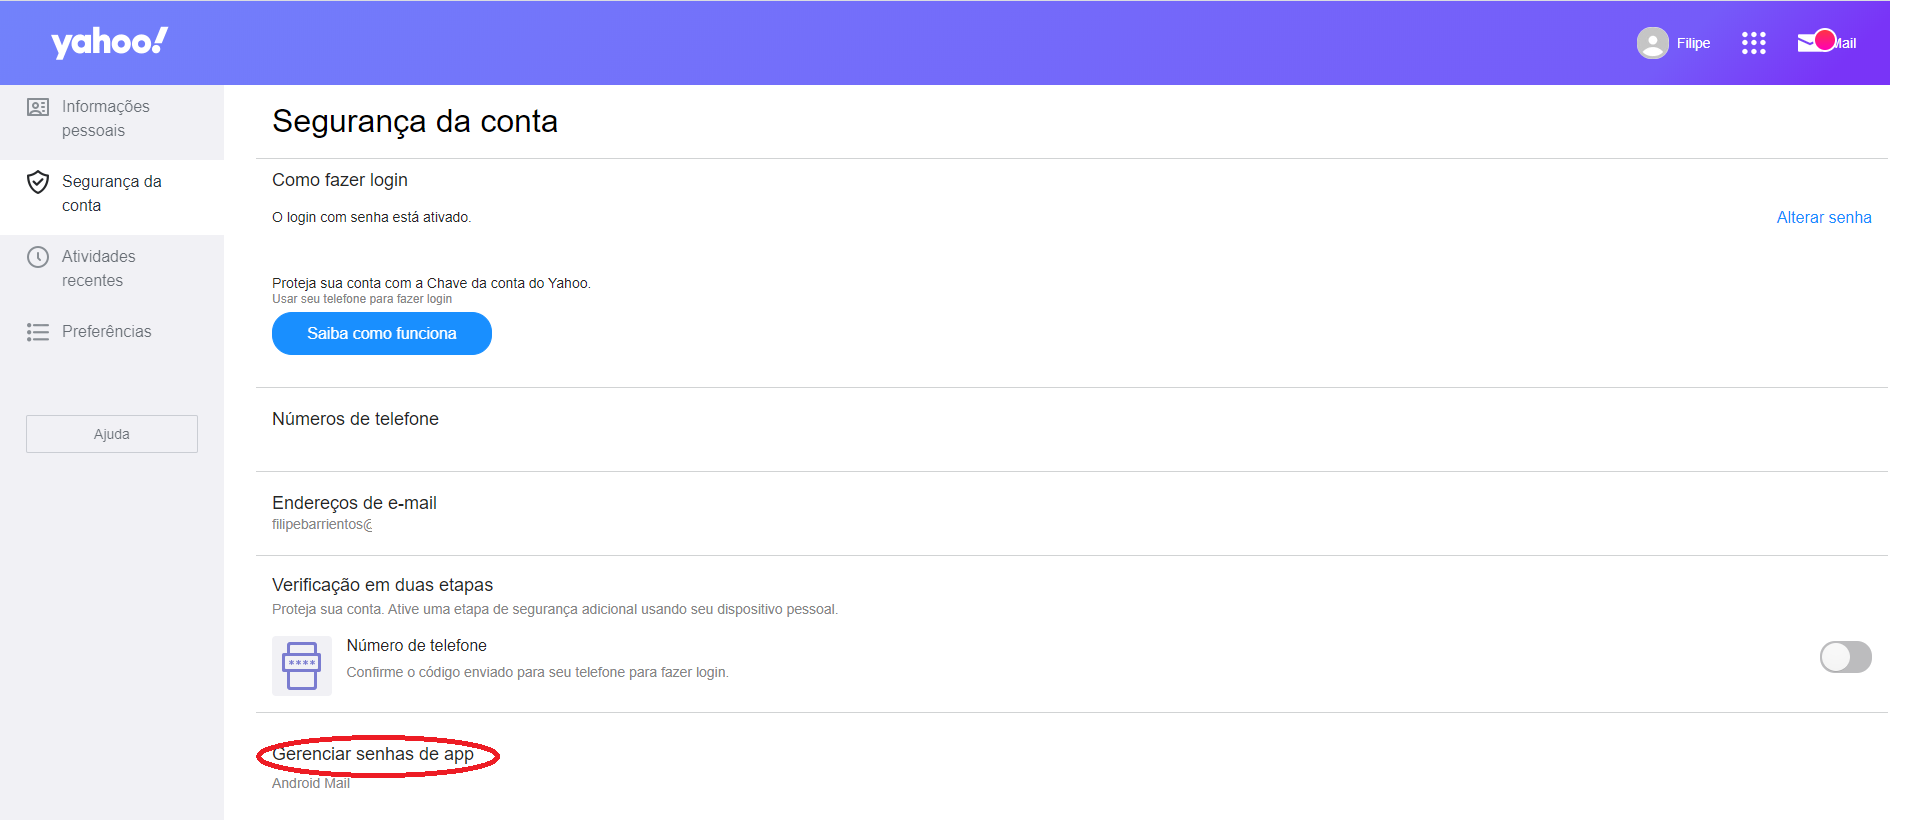 yahoo!
Filipe
Mail
Informações
pessoais
Segurança da
conta
Atividades
recentes
Preferências
Ajuda
Segurança da conta
Como fazer login
O login com senha está ativado.
Alterar senha
Proteja sua conta com a Chave da conta do Yahoo.
Usar seu telefone para fazer login
Saiba como funciona
Números de telefone
Endereços de e-mail
filipebarrientos@
Verificação em duas etapas
Proteja sua conta. Ative uma etapa de segurança adicional usando seu dispositivo pessoal.
****
Número de telefone
Confirme o código enviado para seu telefone para fazer login.
Gerenciar senhas de app
Android Mail